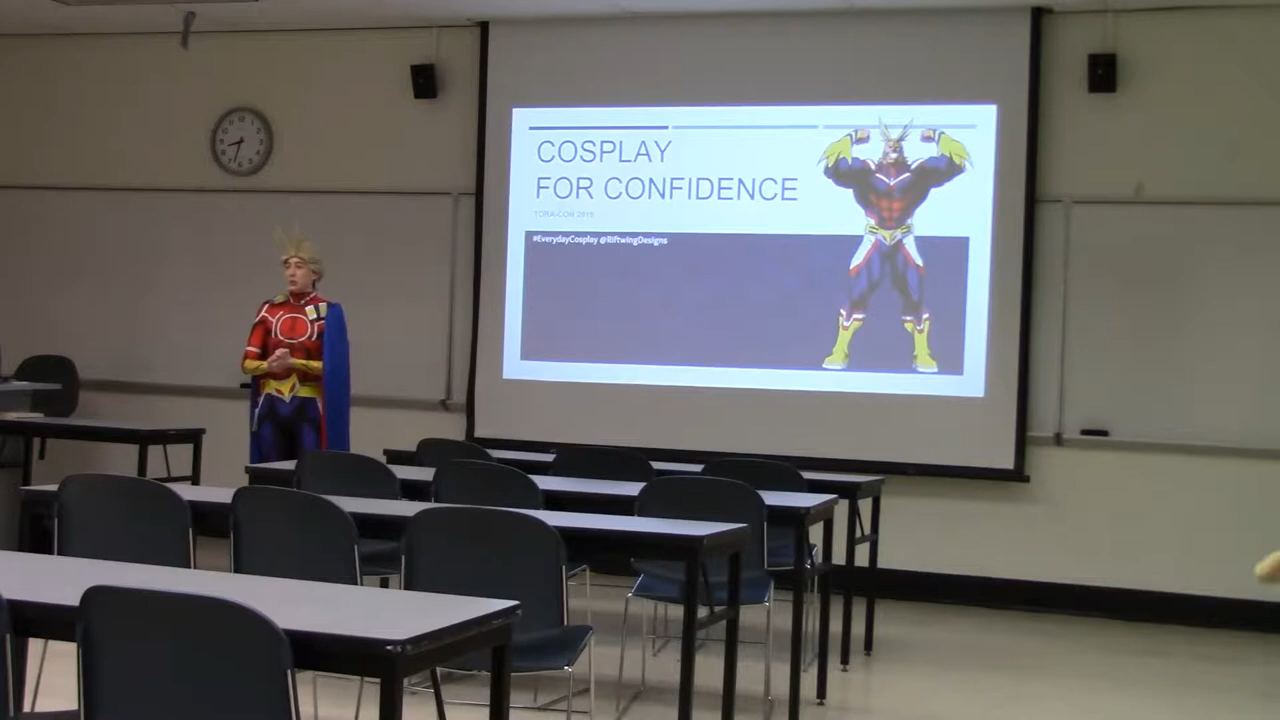 COSPLAY
FOR CONFIDENCE
TORA-CON 2019
#EverydayCosplay @RiftwingDesigns